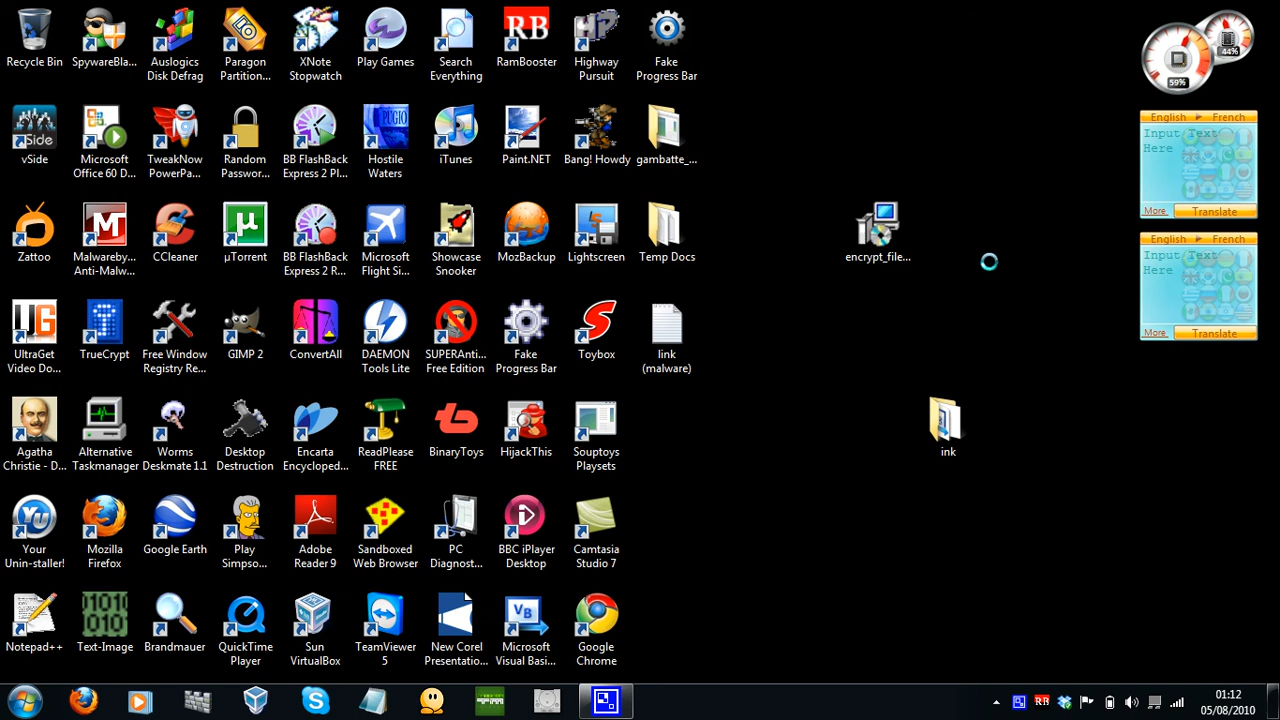 Recycle Bin
SpywareBla...
Auslogics
Disk Defrag
Paragon
Partition...
XNote
Stopwatch
Play Games
Search
Everything
RB
RamBooster
HP
Highway
Pursuit
Fake
Progress Bar
44%
59%
vSide
vSide
Microsoft
Office 60 D...
TweakNow
PowerPa...
Random
Passwor...
BB FlashBack
Express 2 Pl...
PUGIO
Hostile
Waters
iTunes
Paint.NET
Bang! Howdy
gambatte_...
English French
Input Text
Here
More
Translate
Zattoo
Malwareby...
Anti-Malw...
CCleaner
µTorrent
BB FlashBack
Express 2 R...
Microsoft
Flight Si...
Showcase
Snooker
MozBackup
Lightscreen
Temp Docs
encrypt_file...
English French
Input Text
Here
More
Translate
UG
UltraGet
Video Do...
TrueCrypt
Free Window
Registry Re...
GIMP 2
ConvertAll
DAEMON
Tools Lite
SUPERAnti...
Free Edition
Fake
Progress Bar
Toybox
link
(malware)
Agatha
Christie - D...
Alternative
Taskmanager
Worms
Deskmate 1.1
Desktop
Destruction
Encarta
Encycloped...
ReadPlease
FREE
BinaryToys
HijackThis
Souptoys
Playsets
ink
YU
Your
Unin-staller!
Mozilla
Firefox
Google Earth
Play
Simpso...
Adobe
Reader 9
Sandboxed
Web Browser
PC
Diagnost...
BBC iPlayer
Desktop
Camtasia
Studio 7
Notepad++
Text-Image
Brandmauer
QuickTime
Player
Sun
VirtualBox
TeamViewer
5
New Corel
Presentatio...
VB
Microsoft
Visual Basi...
Google
Chrome
RB
01:12
05/08/2010